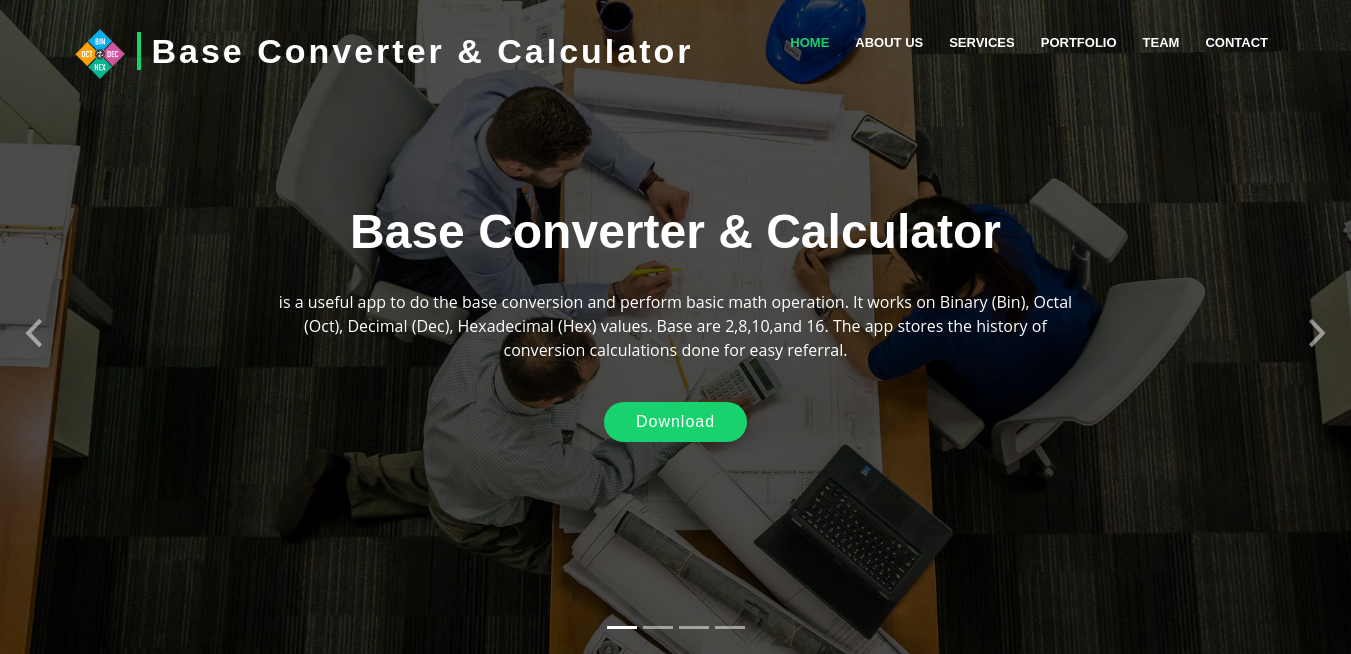 BIN
OCT DEC
HEX
Base Converter & Calculator
HOME ABOUT US SERVICES PORTFOLIO TEAM CONTACT
Base Converter & Calculator
is a useful app to do the base conversion and perform basic math operation. It works on Binary (Bin), Octal
(Oct), Decimal (Dec), Hexadecimal (Hex) values. Base are 2,8,10,and 16. The app stores the history of
conversion calculations done for easy referral.
Download